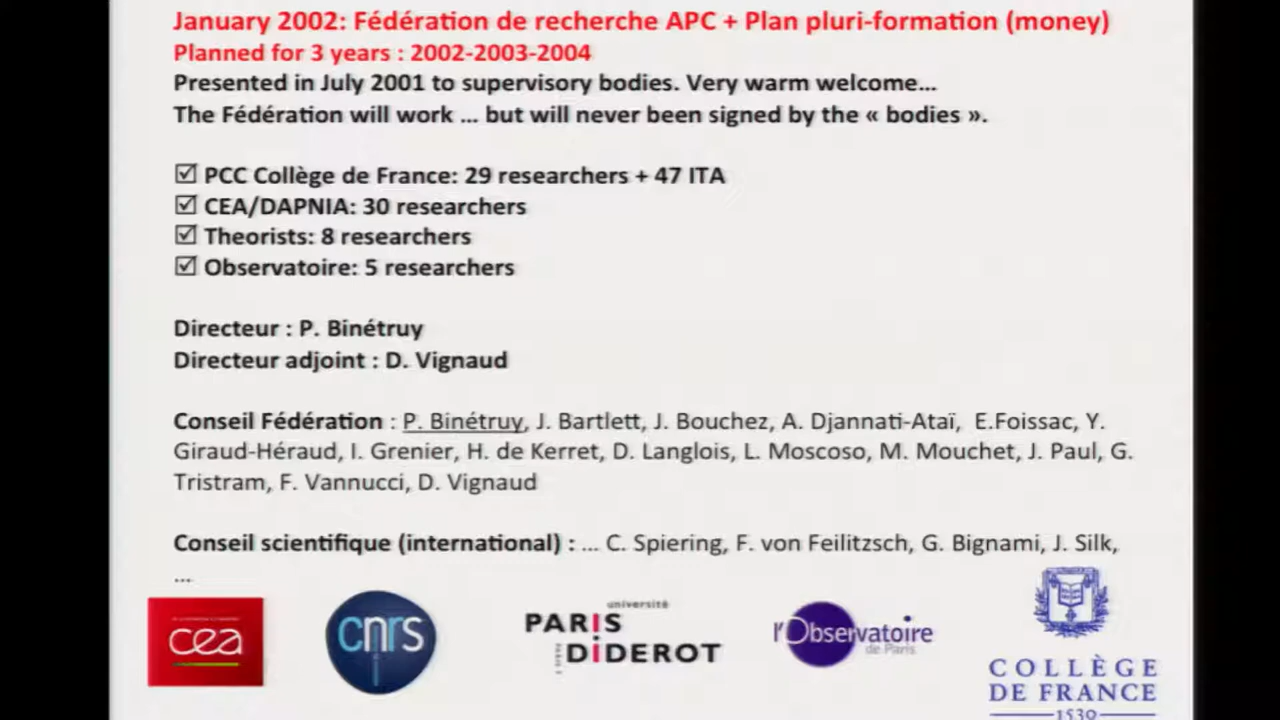 January 2002: Fédération de recherche APC + Plan pluri-formation (money)
Planned for 3 years : 2002-2003-2004
Presented in July 2001 to supervisory bodies. Very warm welcome...
The Fédération will work ... but will never been signed by the « bodies ».
☑ PCC Collège de France: 29 researchers + 47 ITA
☑ CEA/DAPNIA: 30 researchers
☑ Theorists: 8 researchers
☑ Observatoire: 5 researchers
Directeur : P. Binétruy
Directeur adjoint : D. Vignaud
Conseil Fédération : P. Binétruy, J. Bartlett, J. Bouchez, A. Djannati-Ataï, E.Foissac, Y.
Giraud-Héraud, I. Grenier, H. de Kerret, D. Langlois, L. Moscoso, M. Mouchet, J. Paul, G.
Tristram, F. Vannucci, D. Vignaud
Conseil scientifique (international) : ... C. Spiering, F. von Feilitzsch, G. Bignami, J. Silk,
...
cea
cnrs
université
PARIS
DiDEROT
l'Observatoire
de Paris
COLLÈGE
DE FRANCE
1530